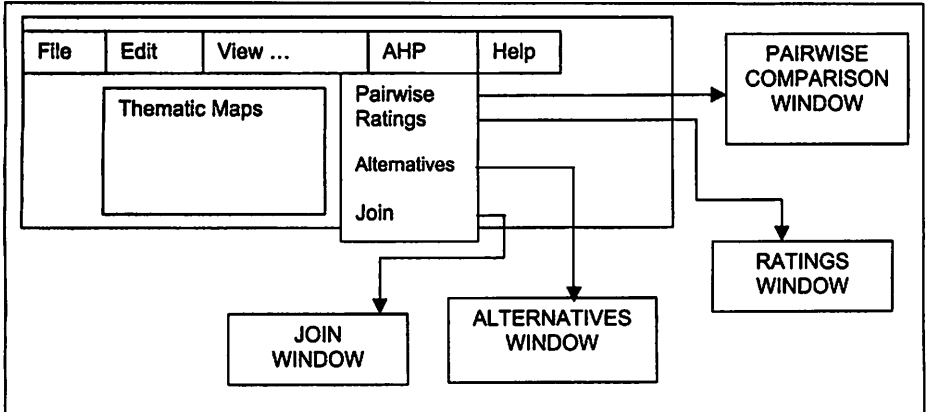 File Edit View ... AHP Help
Thematic Maps
Pairwise
Ratings
Alternatives
Join
PAIRWISE
COMPARISON
WINDOW
RATINGS
WINDOW
ALTERNATIVES
WINDOW
JOIN
WINDOW